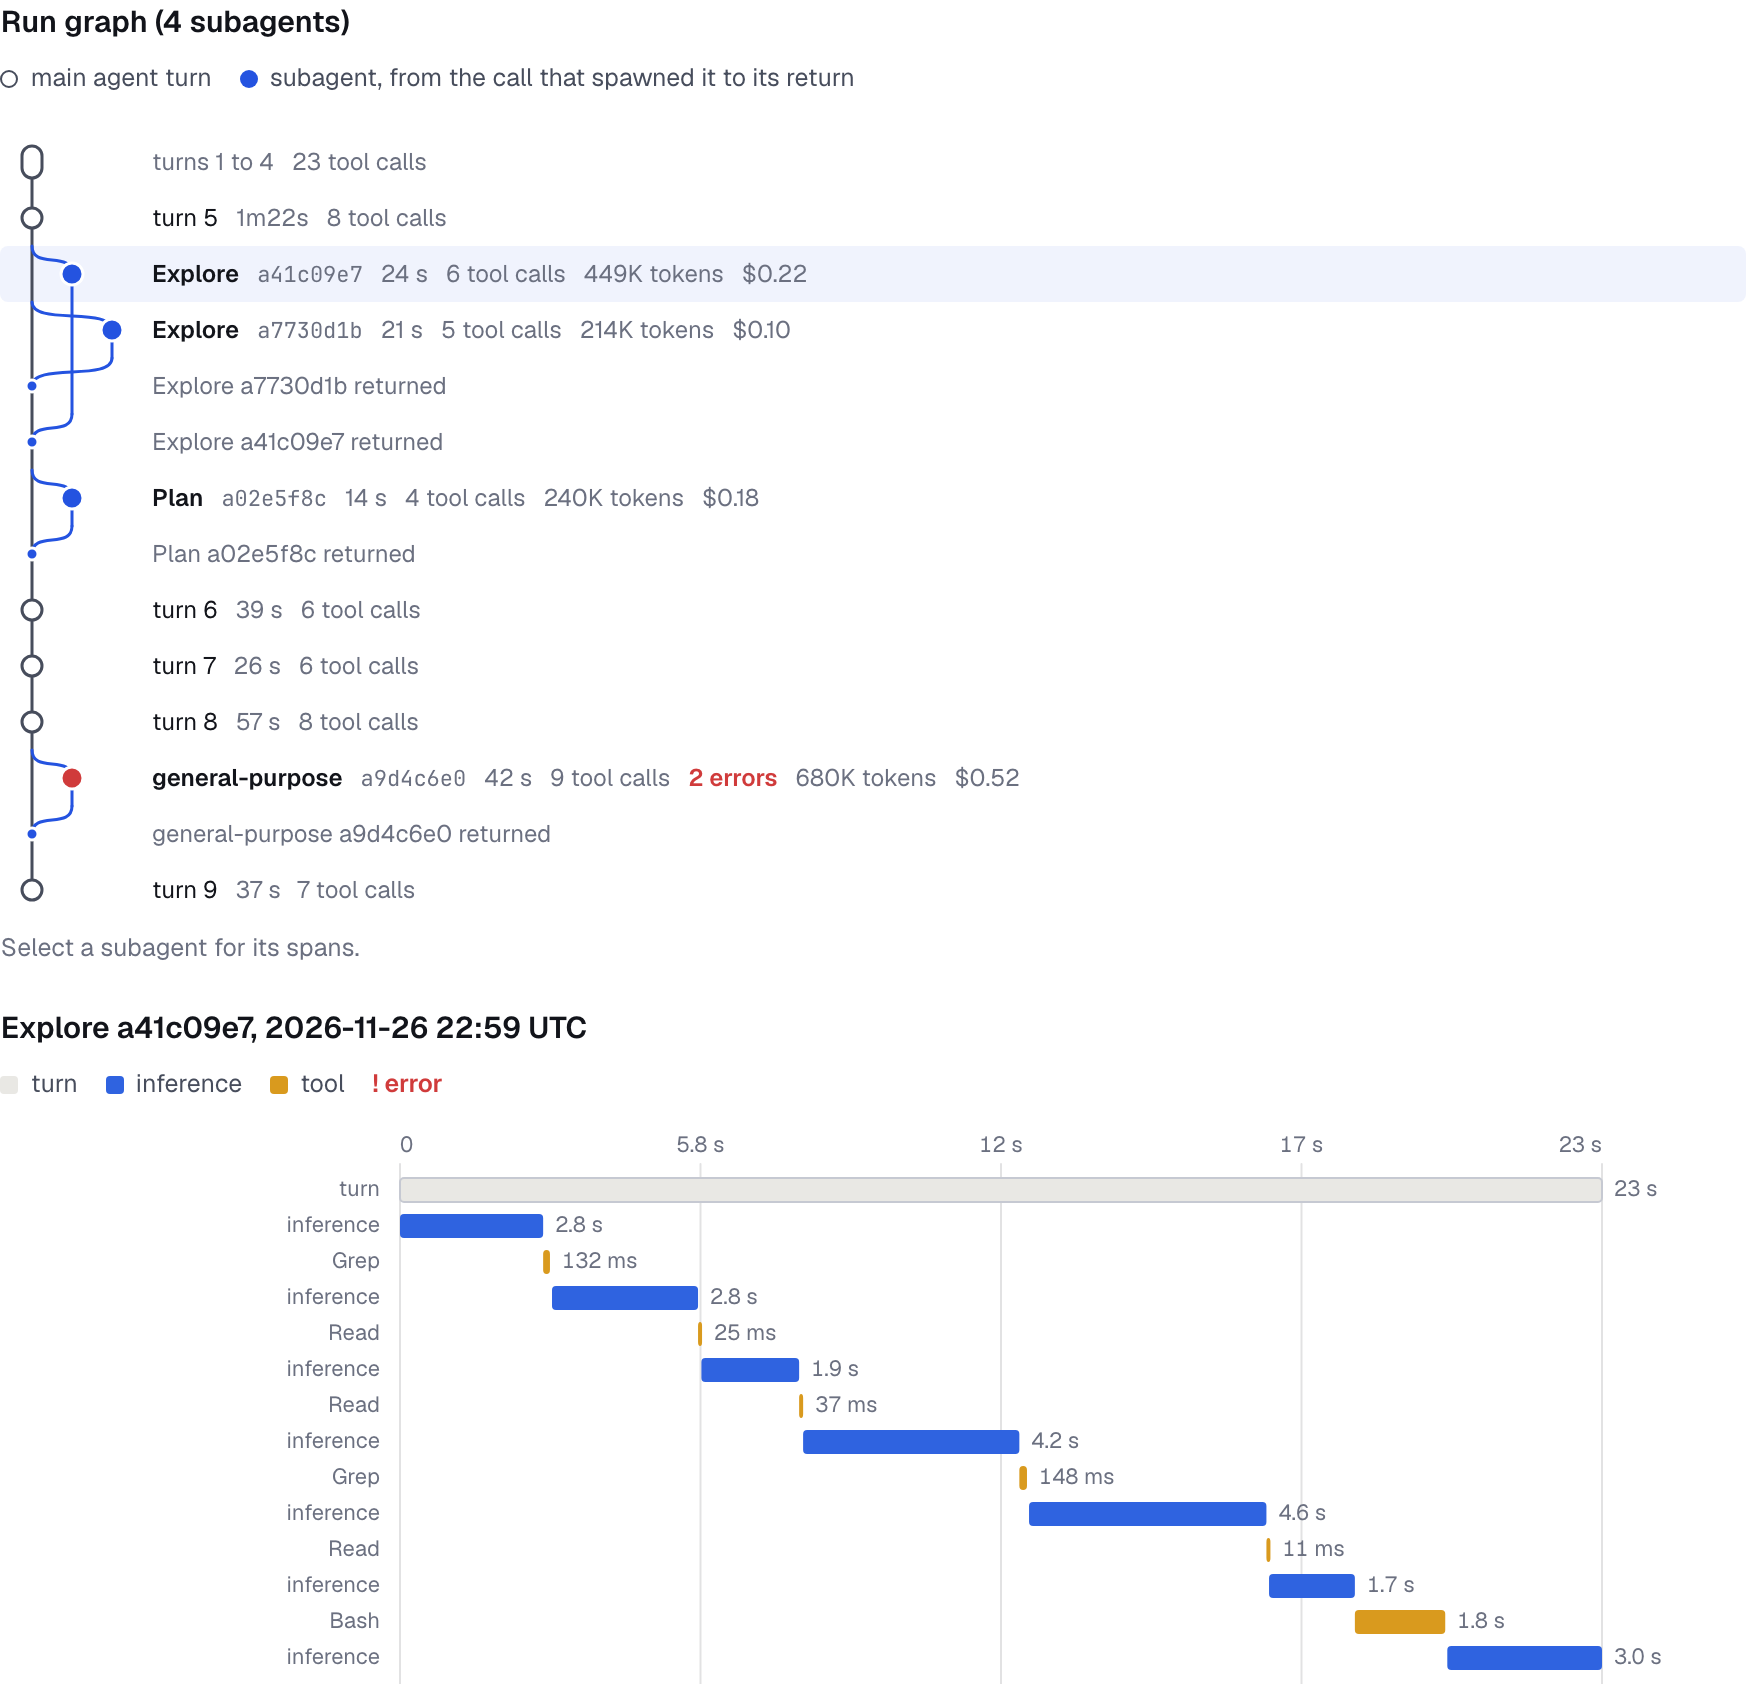 Run graph (4 subagents)
main agent turn subagent, from the call that spawned it to its return
turns 1 to 4 23 tool calls
turn 5 1m22s 8 tool calls
Explore a41c09e7 24 s 6 tool calls 449K tokens $0.22
Explore a7730d1b 21 s 5 tool calls 214K tokens $0.10
Explore a7730d1b returned
Explore a41c09e7 returned
Plan a02e5f8c 14 s 4 tool calls 240K tokens $0.18
Plan a02e5f8c returned
turn 6 39 s 6 tool calls
turn 7 26 s 6 tool calls
turn 8 57 s 8 tool calls
general-purpose a9d4c6e0 42 s 9 tool calls 2 errors 680K tokens $0.52
general-purpose a9d4c6e0 returned
turn 9 37 s 7 tool calls
Select a subagent for its spans.
Explore a41c09e7, 2026-11-26 22:59 UTC
turn inference tool ! error
0 5.8 s 12 s 17 s 23 s
turn 23 s
inference 2.8 s
Grep 132 ms
inference 2.8 s
Read 25 ms
inference 1.9 s
Read 37 ms
inference 4.2 s
Grep 148 ms
inference 4.6 s
Read 11 ms
inference 1.7 s
Bash 1.8 s
inference 3.0 s